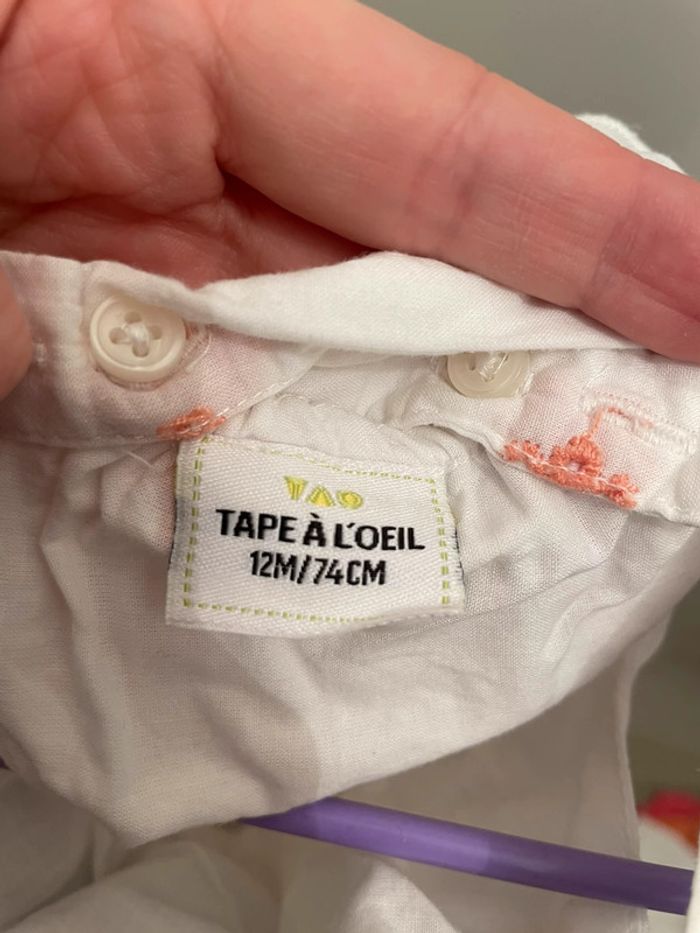 TAO
TAPE À L'OEIL
12M/74CM